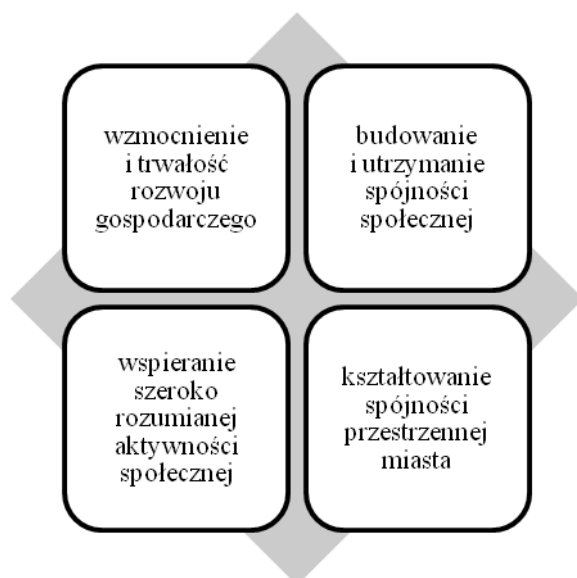 wzmocnienie
i trwałość
rozwoju
gospodarczego
budowanie
i utrzymanie
spójności
społecznej
wspieranie
szeroko
rozumianej
aktywności
społecznej
kształtowanie
spójności
przestrzennej
miasta